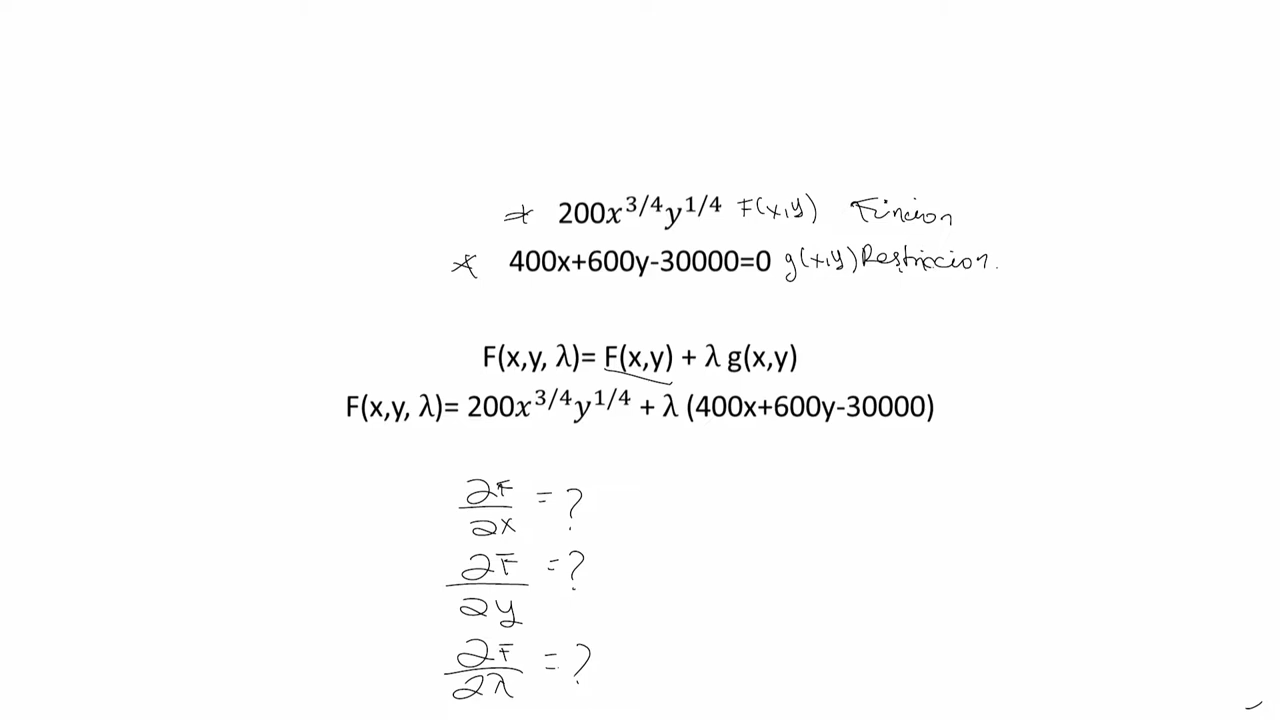 * 200x^{3/4}y^{1/4} F(x,y) Función
* 400x+600y-30000=0 g(x,y) Restricción.
F(x,y, λ)= F(x,y) + λ g(x,y)
F(x,y, λ)= 200x^{3/4}y^{1/4} + λ (400x+600y-30000)
∂F/∂x = ?
∂F/∂y = ?
∂F/∂λ = ?